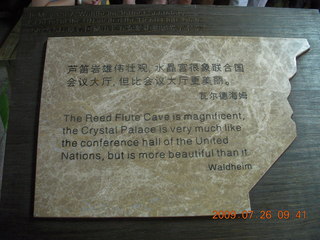 芦笛岩雄伟壮观,水晶宫很象联合国
会议大厅,但比会议大厅更美丽。
瓦尔德海姆
The Reed Flute Cave is magnificent,
the Crystal Palace is very much like
the conference hall of the United
Nations, but is more beautiful than it.
Waldheim
2009.07.26 09:41